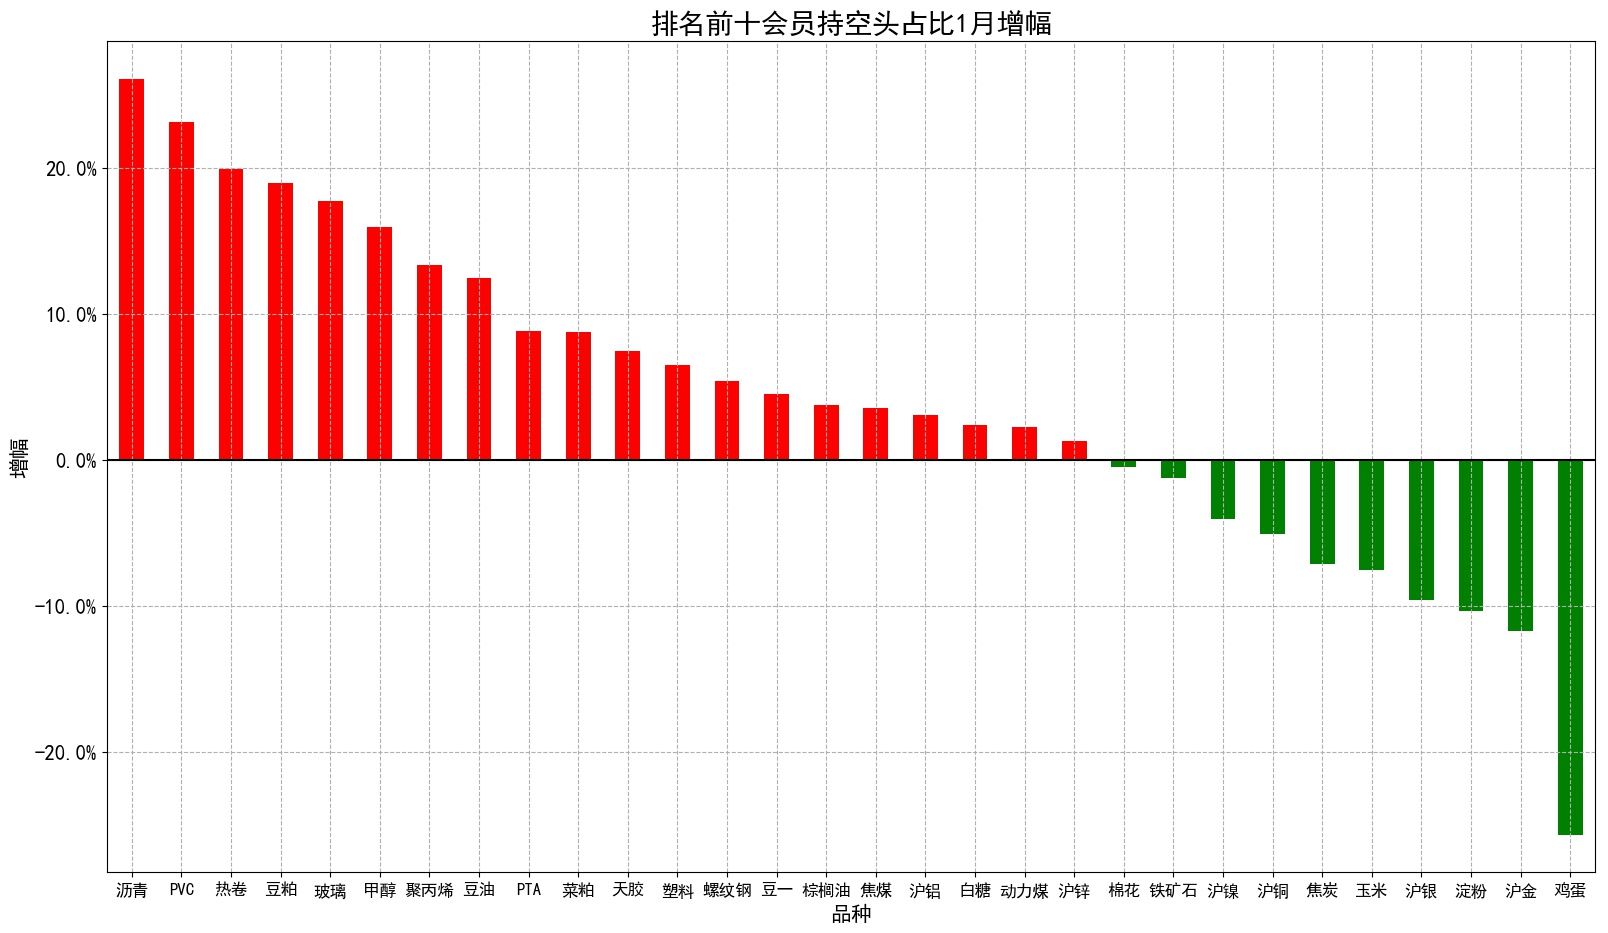 排名前十会员持空头占比1月增幅
20.0%
10.0%
0.0%
-10.0%
-20.0%
增幅
沥青 PVC 热卷 豆粕 玻璃 甲醇 聚丙烯 豆油 PTA 菜粕 天胶 塑料 螺纹钢 豆一 棕榈油 焦煤 沪铝 白糖 动力煤 沪锌 棉花 铁矿石 沪镍 沪铜 焦炭 玉米 沪银 淀粉 沪金 鸡蛋
品种